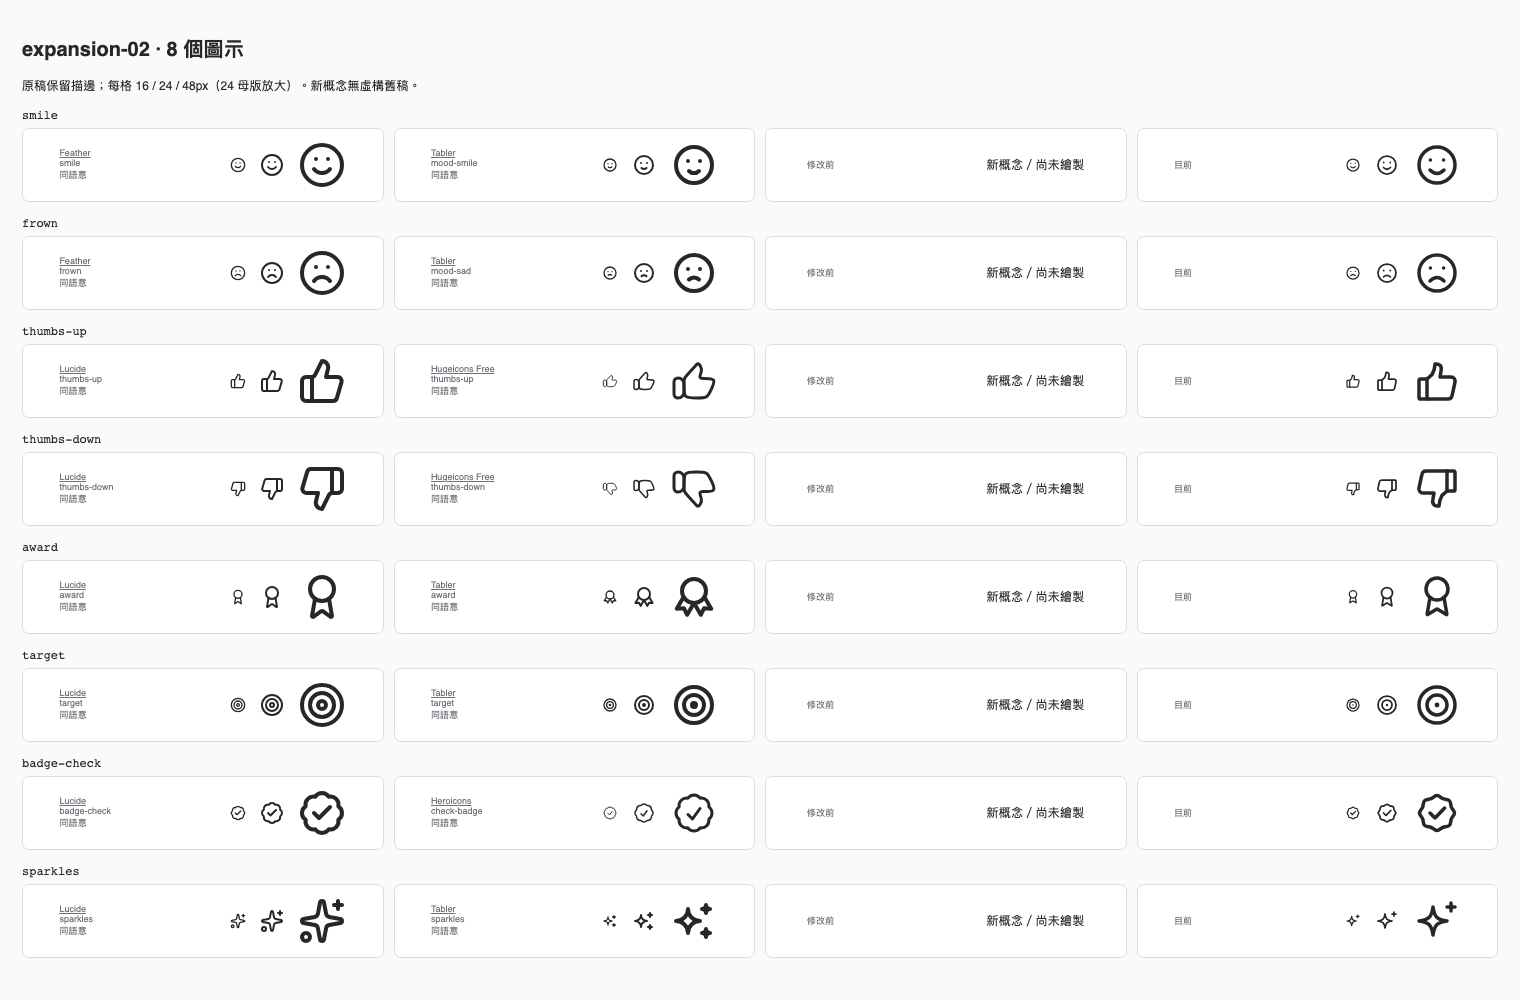 expansion-02 · 8 個圖示
原稿保留描邊；每格 16 / 24 / 48px（24 母版放大）。新概念無虛構舊稿。
smile
Feather
smile
同語意
Tabler
mood-smile
同語意
修改前
新概念 / 尚未繪製
目前
frown
Feather
frown
同語意
Tabler
mood-sad
同語意
修改前
新概念 / 尚未繪製
目前
thumbs-up
Lucide
thumbs-up
同語意
Hugeicons Free
thumbs-up
同語意
修改前
新概念 / 尚未繪製
目前
thumbs-down
Lucide
thumbs-down
同語意
Hugeicons Free
thumbs-down
同語意
修改前
新概念 / 尚未繪製
目前
award
Lucide
award
同語意
Tabler
award
同語意
修改前
新概念 / 尚未繪製
目前
target
Lucide
target
同語意
Tabler
target
同語意
修改前
新概念 / 尚未繪製
目前
badge-check
Lucide
badge-check
同語意
Heroicons
check-badge
同語意
修改前
新概念 / 尚未繪製
目前
sparkles
Lucide
sparkles
同語意
Tabler
sparkles
同語意
修改前
新概念 / 尚未繪製
目前